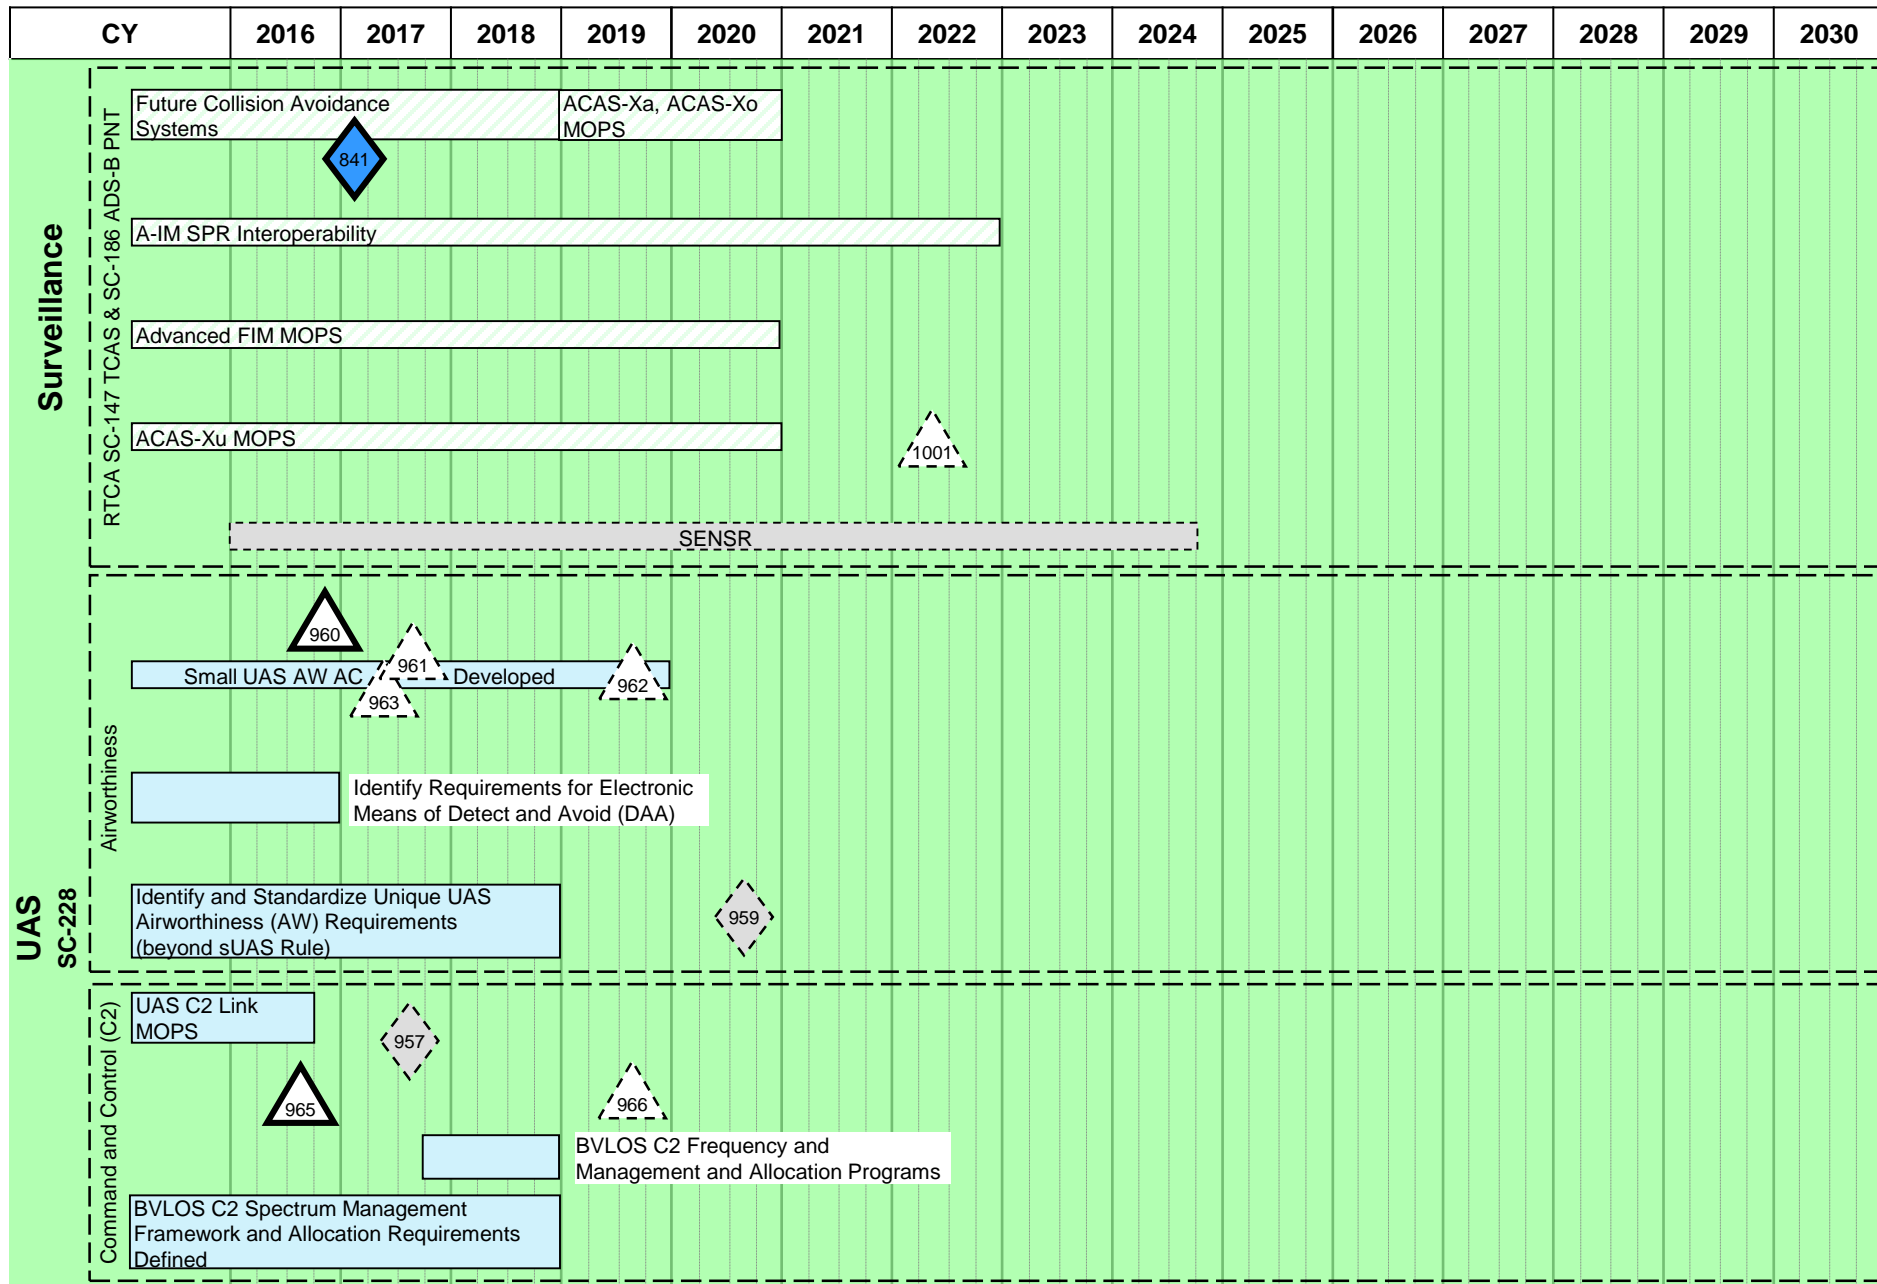 CY 2016 2017 2018 2019 2020 2021 2022 2023 2024 2025 2026 2027 2028 2029 2030
Surveillance
RTCA SC-147 TCAS & SC-186 ADS-B PNT
Future Collision Avoidance
Systems
ACAS-Xa, ACAS-Xo
MOPS
841
A-IM SPR Interoperability
Advanced FIM MOPS
ACAS-Xu MOPS
1001
SENSR
UAS
SC-228
Airworthiness
960
961
Small UAS AW AC Developed
962
963
Identify Requirements for Electronic
Means of Detect and Avoid (DAA)
Identify and Standardize Unique UAS
Airworthiness (AW) Requirements
(beyond sUAS Rule)
959
Command and Control (C2)
UAS C2 Link
MOPS
957
965
966
BVLOS C2 Frequency and
Management and Allocation Programs
BVLOS C2 Spectrum Management
Framework and Allocation Requirements
Defined